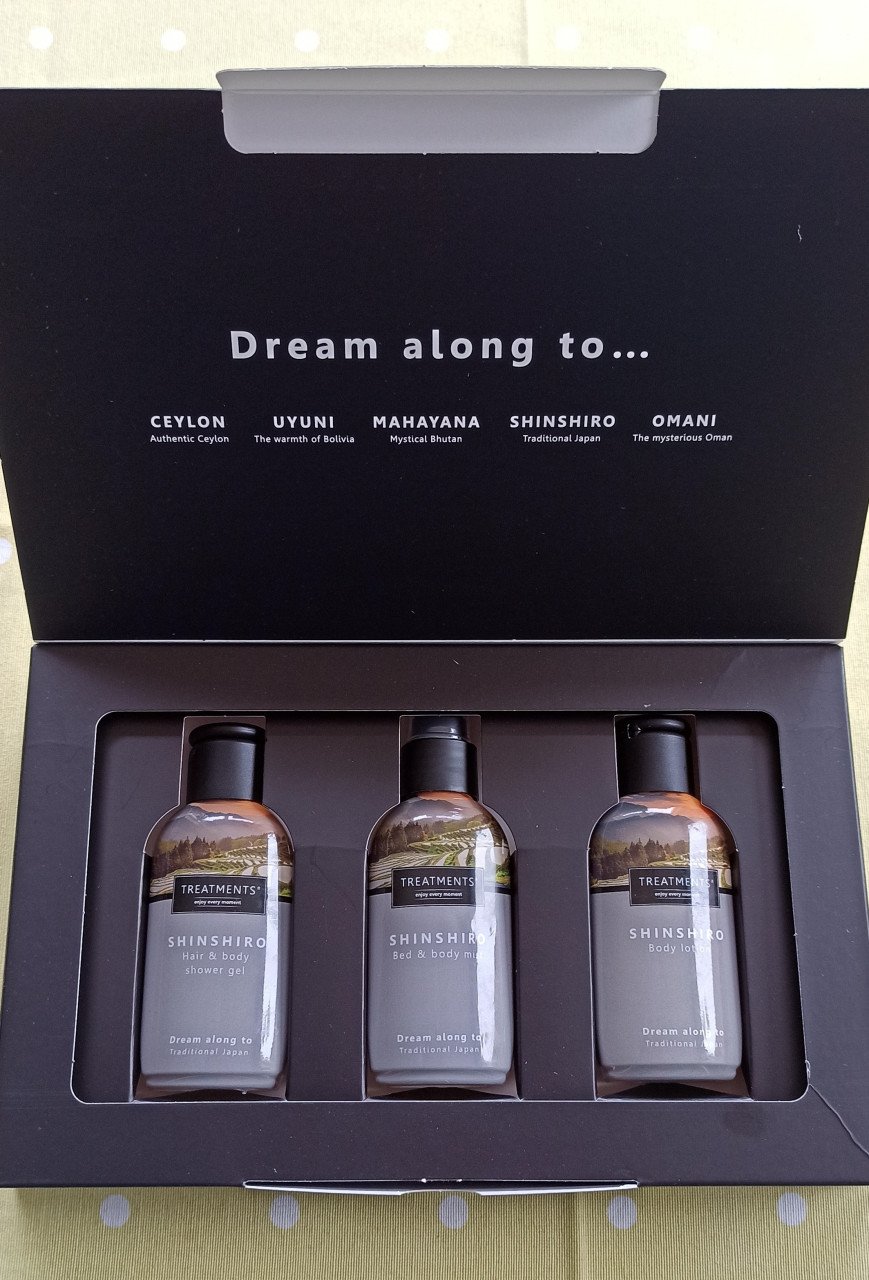 Dream along to...
CEYLON
Authentic Ceylon
UYUNI
The warmth of Bolivia
MAHAYANA
Mystical Bhutan
SHINSHIRO
Traditional Japan
OMANI
The mysterious Oman
TREATMENTS®
enjoy every moment
SHINSHIRO
Hair & body
shower gel
Dream along to
Traditional Japan
TREATMENTS®
enjoy every moment
SHINSHIRO
Bed & body mist
Dream along to
Traditional Japan
TREATMENTS®
enjoy every moment
SHINSHIRO
Body lotion
Dream along to
Traditional Japan